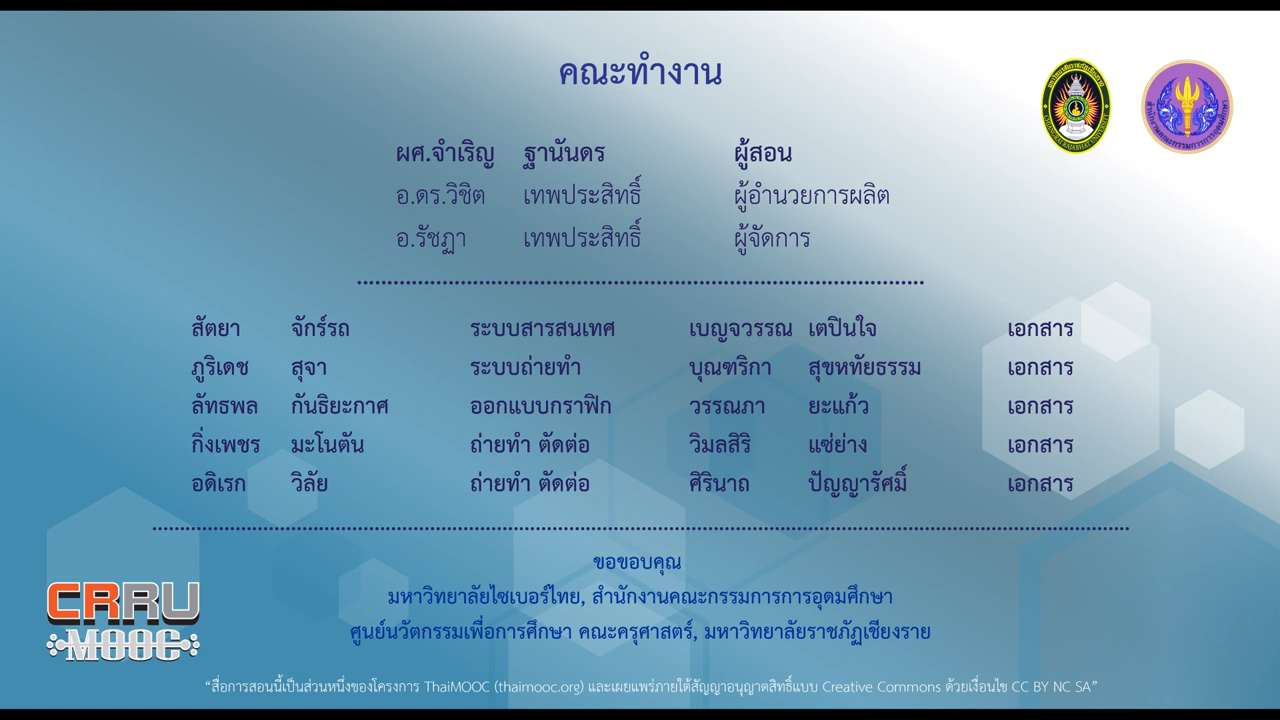 คณะทำงาน
ผศ.จำเริญ ฐานันดร ผู้สอน
อ.ดร.วิชิต เทพประสิทธิ์ ผู้อำนวยการผลิต
อ.รัชฏา เทพประสิทธิ์ ผู้จัดการ
สัตยา จักร์รถ ระบบสารสนเทศ เบญจวรรณ เตปินใจ เอกสาร
ภูริเดช สุจา ระบบถ่ายทำ บุณฑริกา สุขหทัยธรรม เอกสาร
ลัทธพล กันธิยะกาศ ออกแบบกราฟิก วรรณภา ยะแก้ว เอกสาร
กิ่งเพชร มะโนตัน ถ่ายทำ ตัดต่อ วิมลสิริ แซ่ย่าง เอกสาร
อดิเรก วิลัย ถ่ายทำ ตัดต่อ ศิรินาถ ปัญญารัศมิ์ เอกสาร
ขอขอบคุณ
มหาวิทยาลัยไซเบอร์ไทย, สำนักงานคณะกรรมการการอุดมศึกษา
ศูนย์นวัตกรรมเพื่อการศึกษา คณะครุศาสตร์, มหาวิทยาลัยราชภัฏเชียงราย
CRRU
MOOC
“สื่อการสอนนี้เป็นส่วนหนึ่งของโครงการ ThaiMOOC (thaimooc.org) และเผยแพร่ภายใต้สัญญาอนุญาตสิทธิ์แบบ Creative Commons ด้วยเงื่อนไข CC BY NC SA”